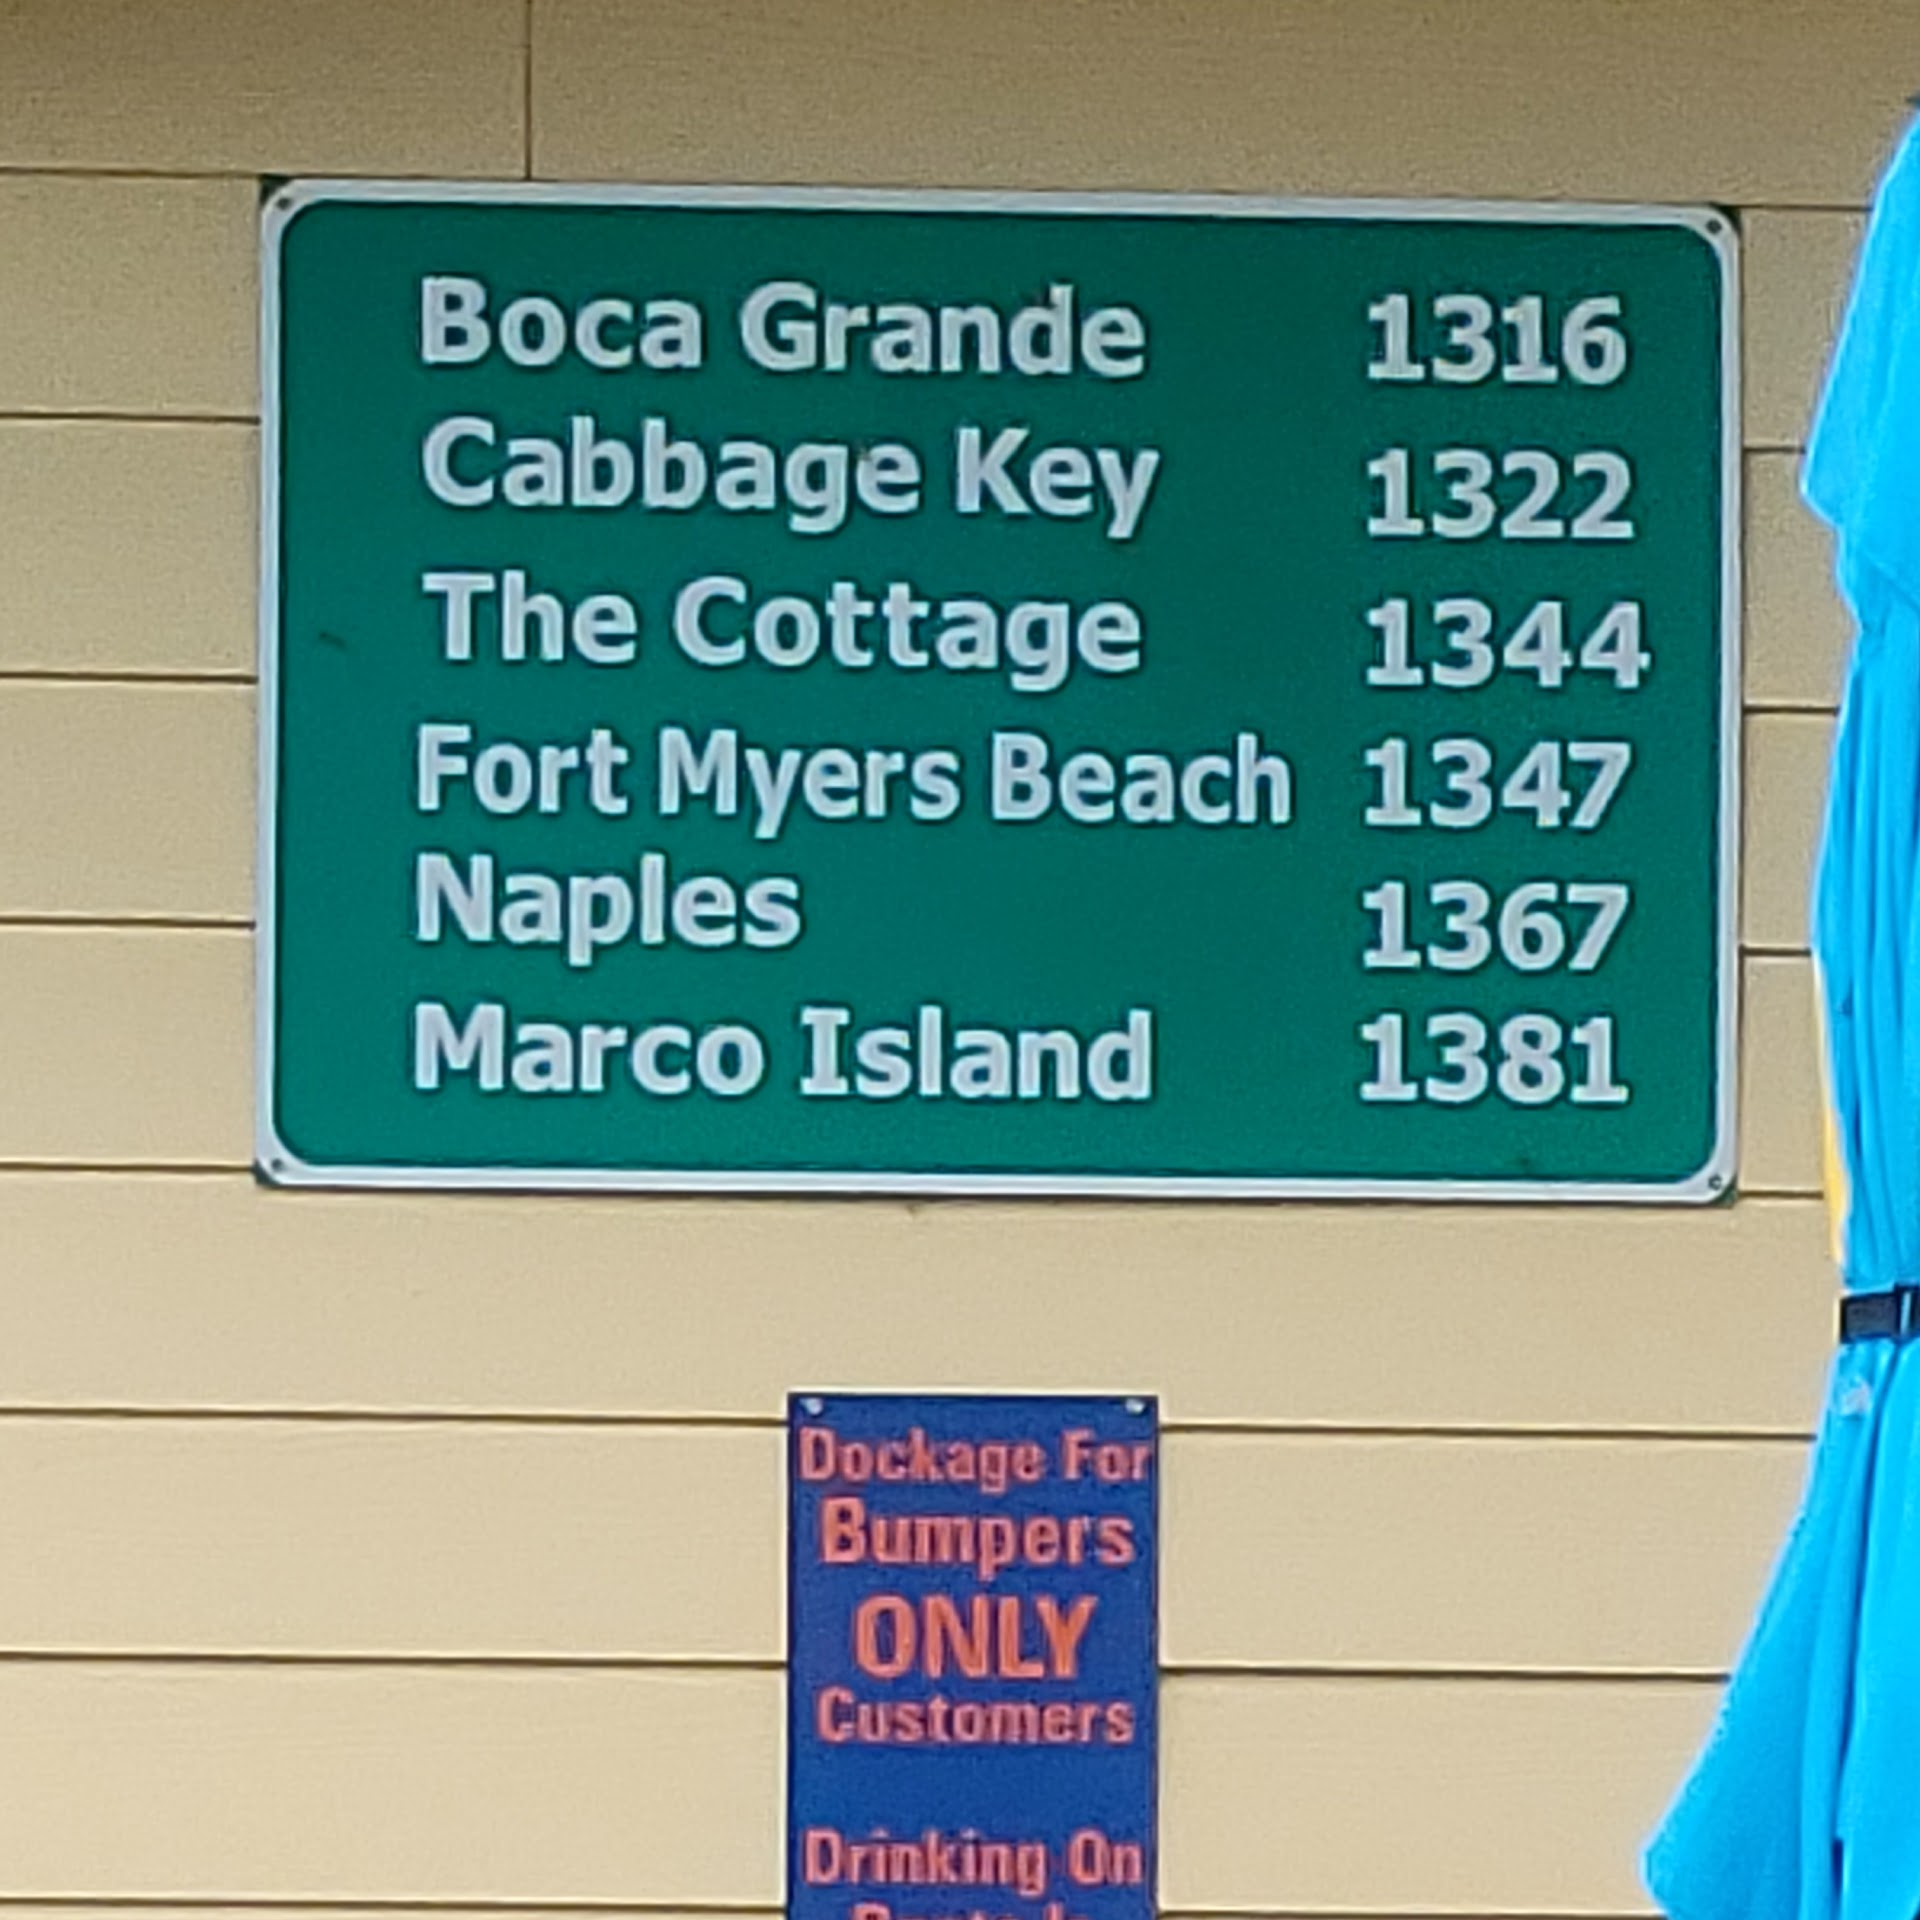 Boca Grande 1316
Cabbage Key 1322
The Cottage 1344
Fort Myers Beach 1347
Naples 1367
Marco Island 1381
Dockage For
Bumpers
ONLY
Customers
Drinking On